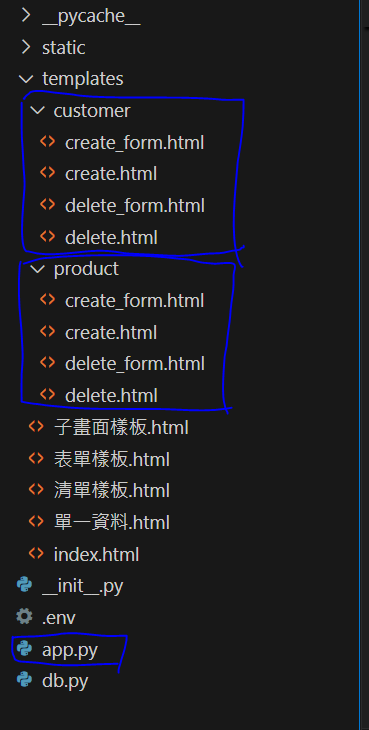 __pycache__
static
templates
customer
create_form.html
create.html
delete_form.html
delete.html
product
create_form.html
create.html
delete_form.html
delete.html
子畫面樣板.html
表單樣板.html
清單樣板.html
單一資料.html
index.html
__init__.py
.env
app.py
db.py